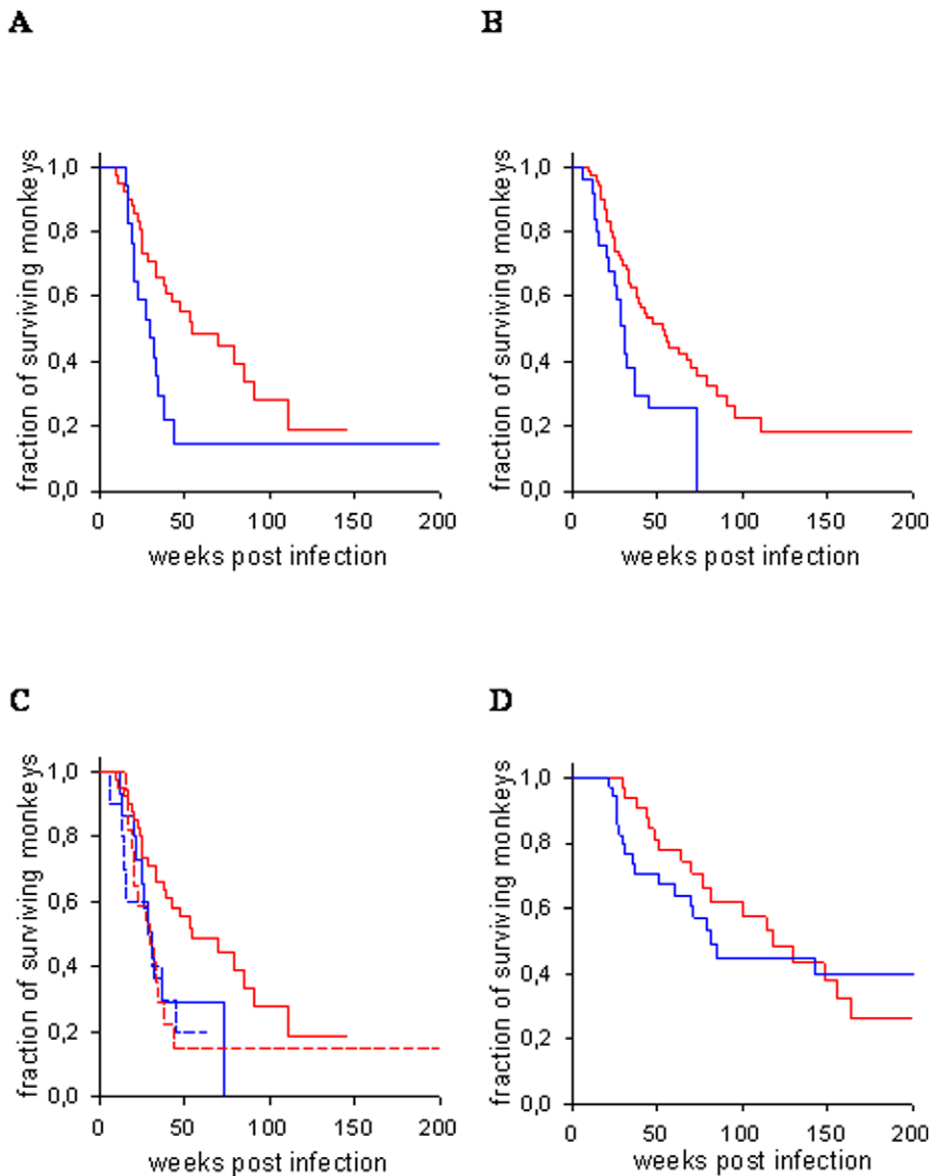 A
fraction of surviving monkeys
1,0
0,8
0,6
0,4
0,2
0,0
0 50 100 150 200
weeks post infection
E
fraction of surviving monkeys
1,0
0,8
0,6
0,4
0,2
0,0
0 50 100 150 200
weeks post infection
C
fraction of surviving monkeys
1,0
0,8
0,6
0,4
0,2
0,0
0 50 100 150 200
weeks post infection
D
fraction of surviving monkeys
1,0
0,8
0,6
0,4
0,2
0,0
0 50 100 150 200
weeks post infection